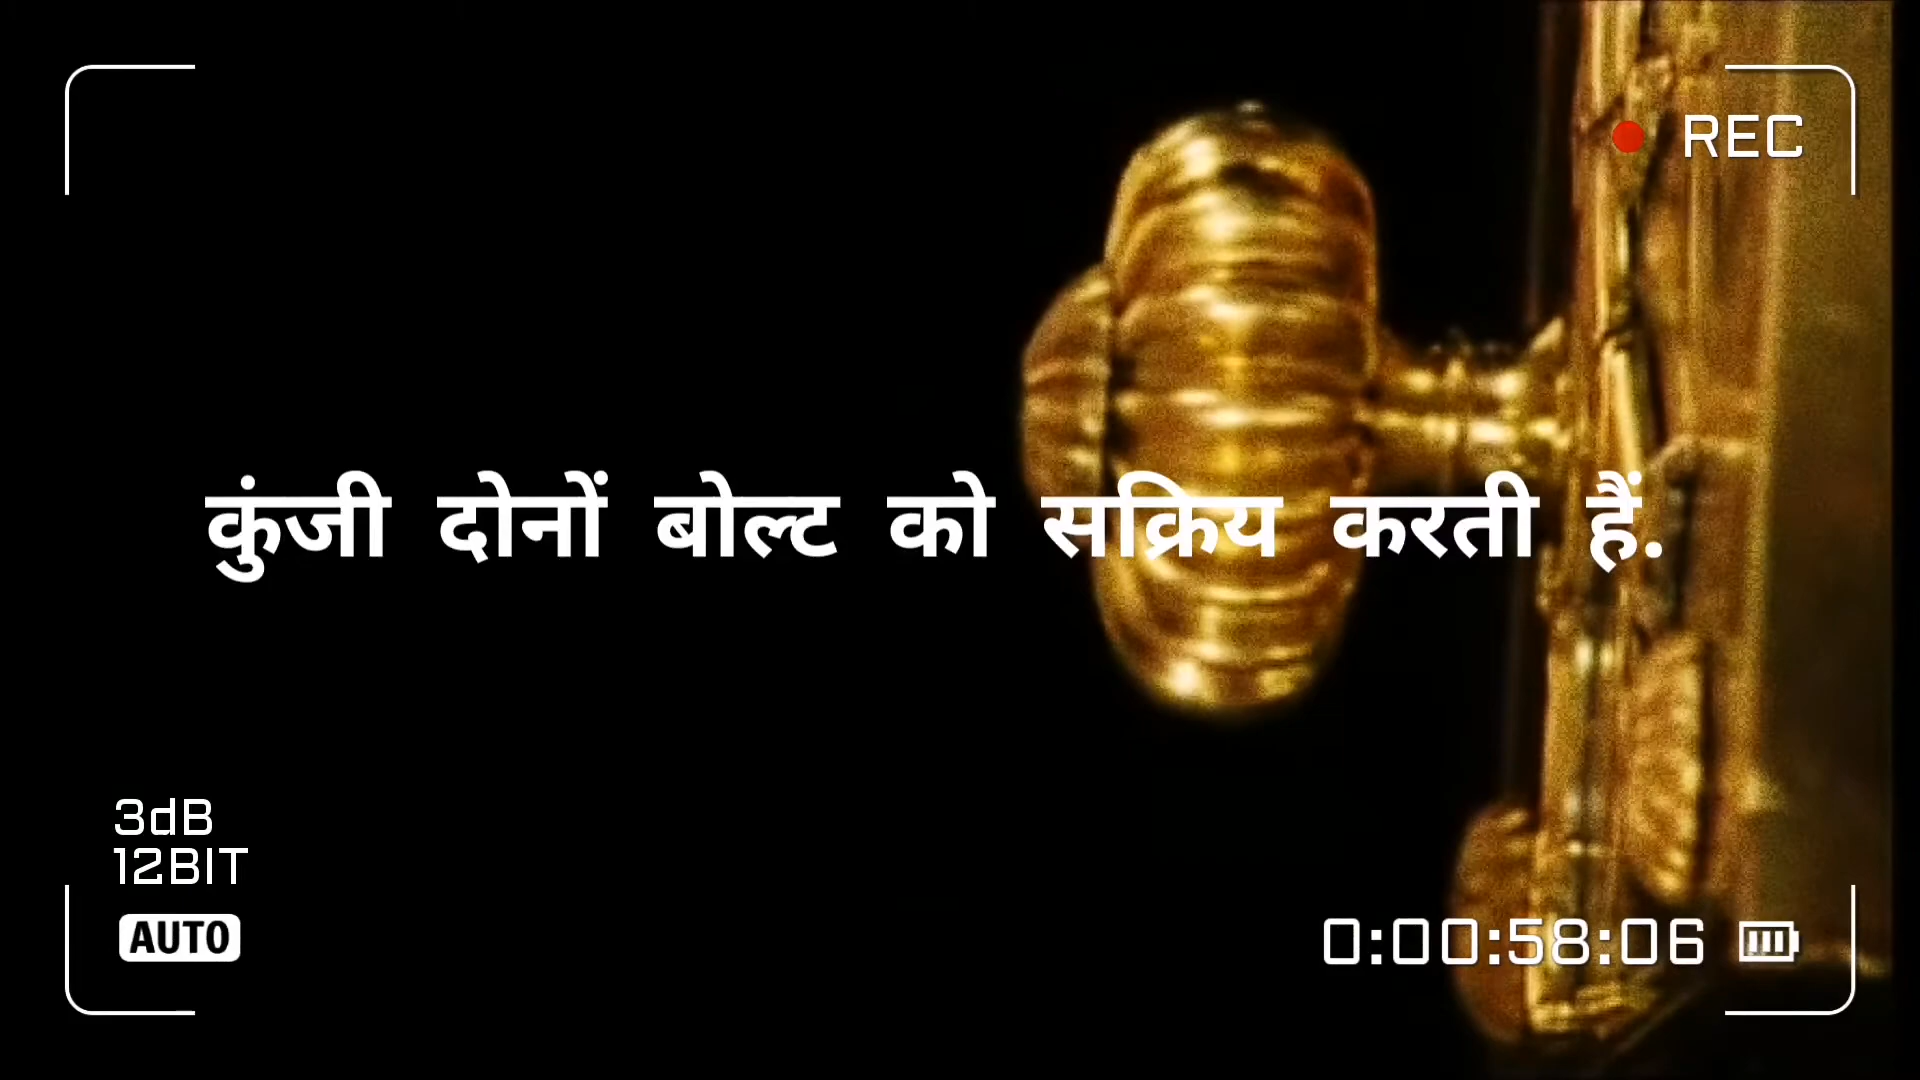 REC
कुंजी दोनों बोल्ट को सक्रिय करती हैं.
3dB
12BIT
AUTO
0:00:58:06